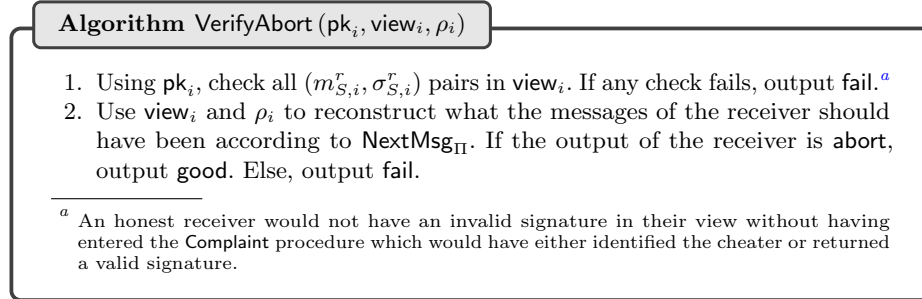 Algorithm VerifyAbort (pk_i, view_i, ρ_i)
1. Using pk_i, check all (m^r_{S,i}, σ^r_{S,i}) pairs in view_i. If any check fails, output fail.^a
2. Use view_i and ρ_i to reconstruct what the messages of the receiver should
have been according to NextMsg_Π. If the output of the receiver is abort,
output good. Else, output fail.
^a An honest receiver would not have an invalid signature in their view without having
entered the Complaint procedure which would have either identified the cheater or returned
a valid signature.